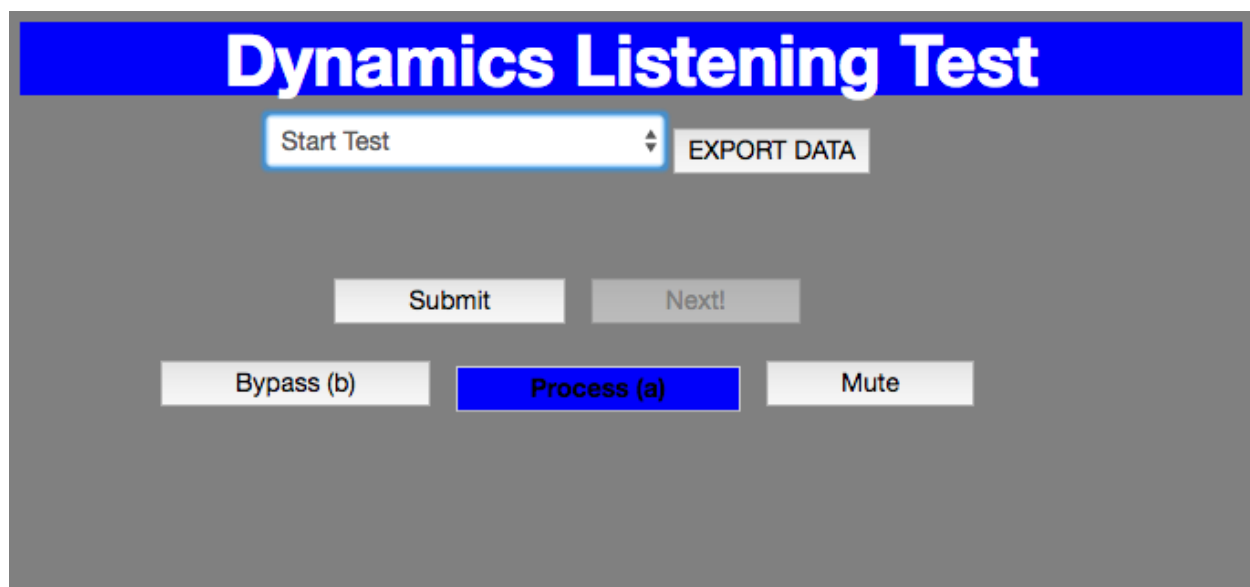 Dynamics Listening Test
Start Test EXPORT DATA
Submit Next!
Bypass (b) Process (a) Mute